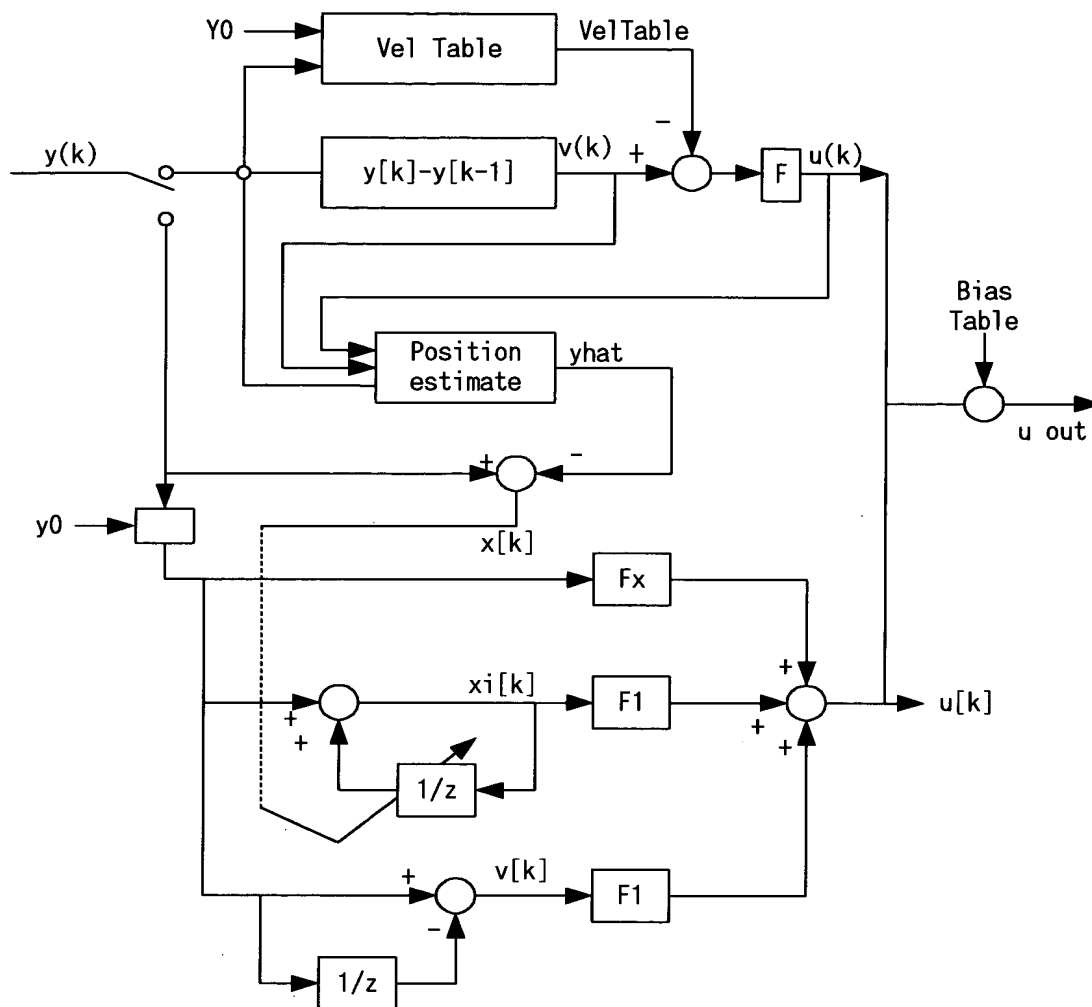 Y0
Vel Table
VelTable
-
y(k)
y[k]-y[k-1]
v(k)
+
F
u(k)
Bias
Table
Position
estimate
yhat
u out
+
-
y0
x[k]
Fx
+
xi[k]
F1
+
+
+
u[k]
+
1/z
v[k]
+
F1
-
1/z